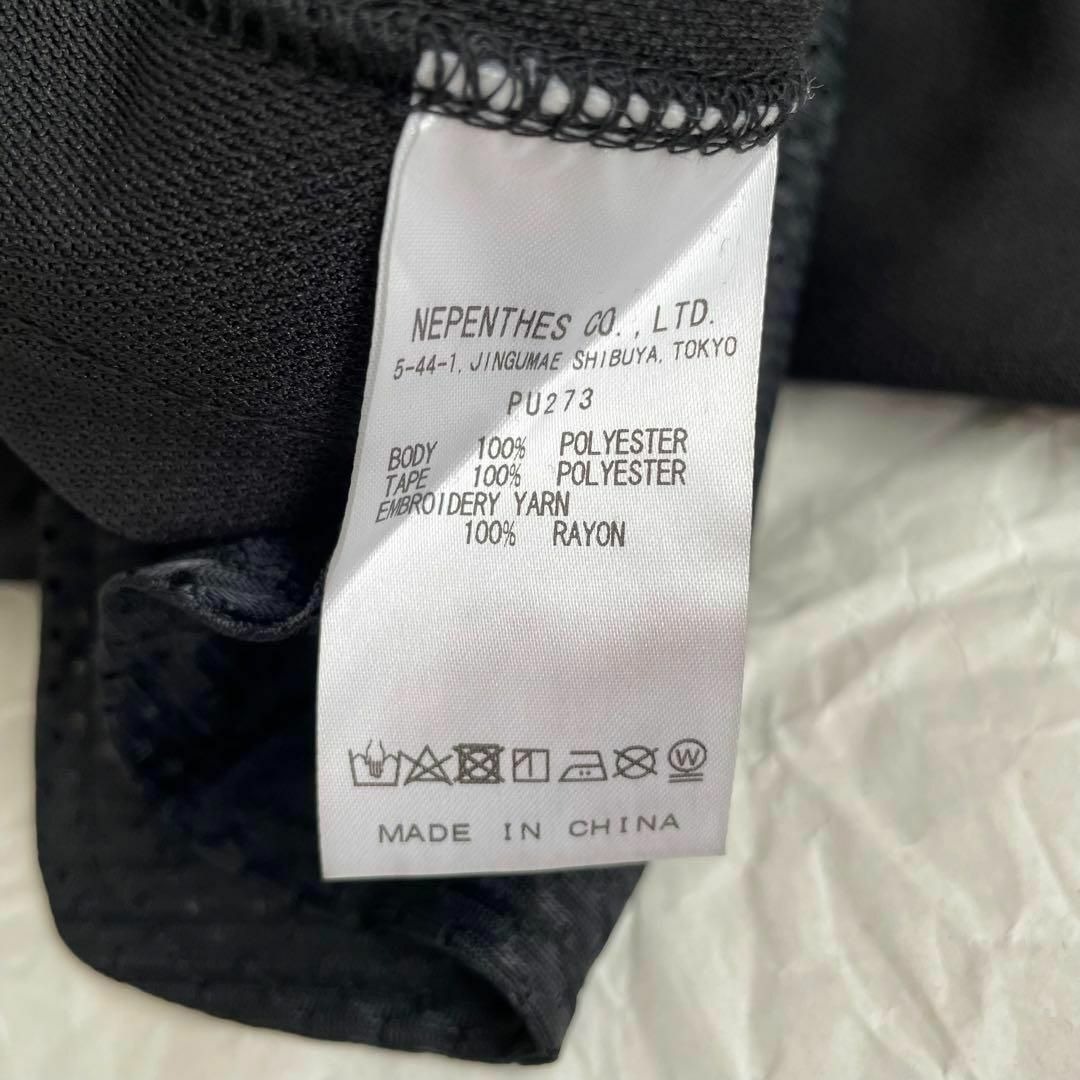 NEPENTHES CO., LTD.
5-44-1, JINGUMAE SHIBUYA, TOKYO
PU273
BODY 100% POLYESTER
TAPE 100% POLYESTER
EMBROIDERY YARN
100% RAYON
W
MADE IN CHINA